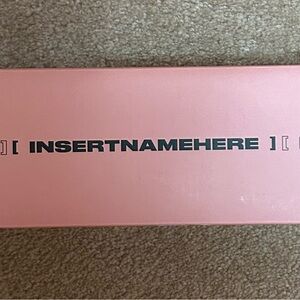 ] [ INSERTNAMEHERE ] [